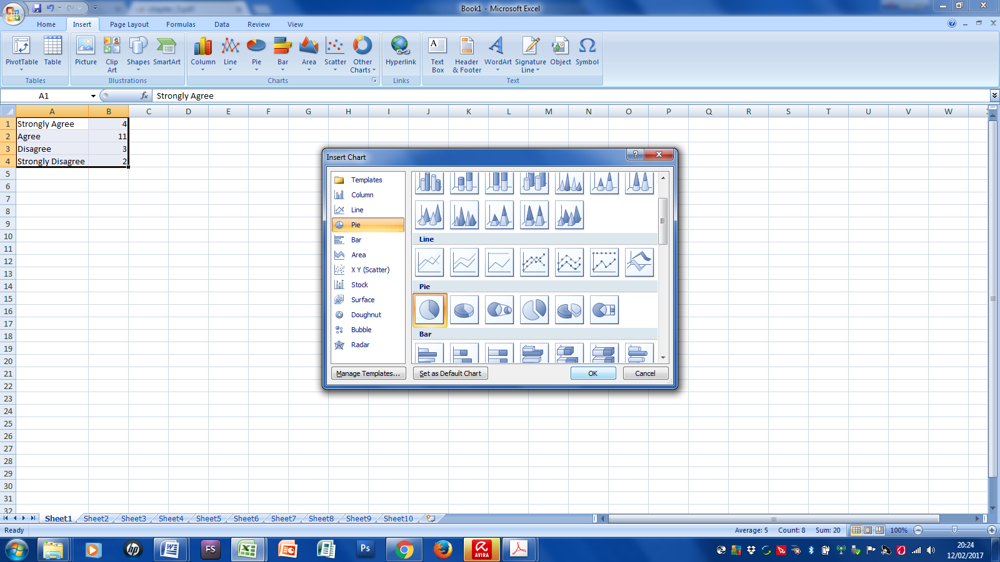 Book1 - Microsoft Excel
Home Insert Page Layout Formulas Data Review View
PivotTable Table Picture Clip Art Shapes SmartArt Column Line Pie Bar Area Scatter Other Charts Hyperlink Text Box Header & Footer WordArt Signature Line Object Symbol
Tables Illustrations Charts Links Text
A1 fx Strongly Agree
A B C D E F G H I J K L M N O P Q R S T U V W
1 Strongly Agree 4
2 Agree 11
3 Disagree 3
4 Strongly Disagree 2
5
6
7
8
9
10
11
12
13
14
15
16
17
18
19
20
21
22
23
24
25
26
27
28
29
30
31
32
Insert Chart
Templates
Column
Line
Pie
Bar
Area
X Y (Scatter)
Stock
Surface
Doughnut
Bubble
Radar
Line
Pie
Bar
Manage Templates... Set as Default Chart OK Cancel
Sheet1 Sheet2 Sheet3 Sheet4 Sheet5 Sheet6 Sheet7 Sheet8 Sheet9 Sheet10
Ready Average: 5 Count: 8 Sum: 20 100%
hp W FS Ps AVIRA
20:24
12/02/2017